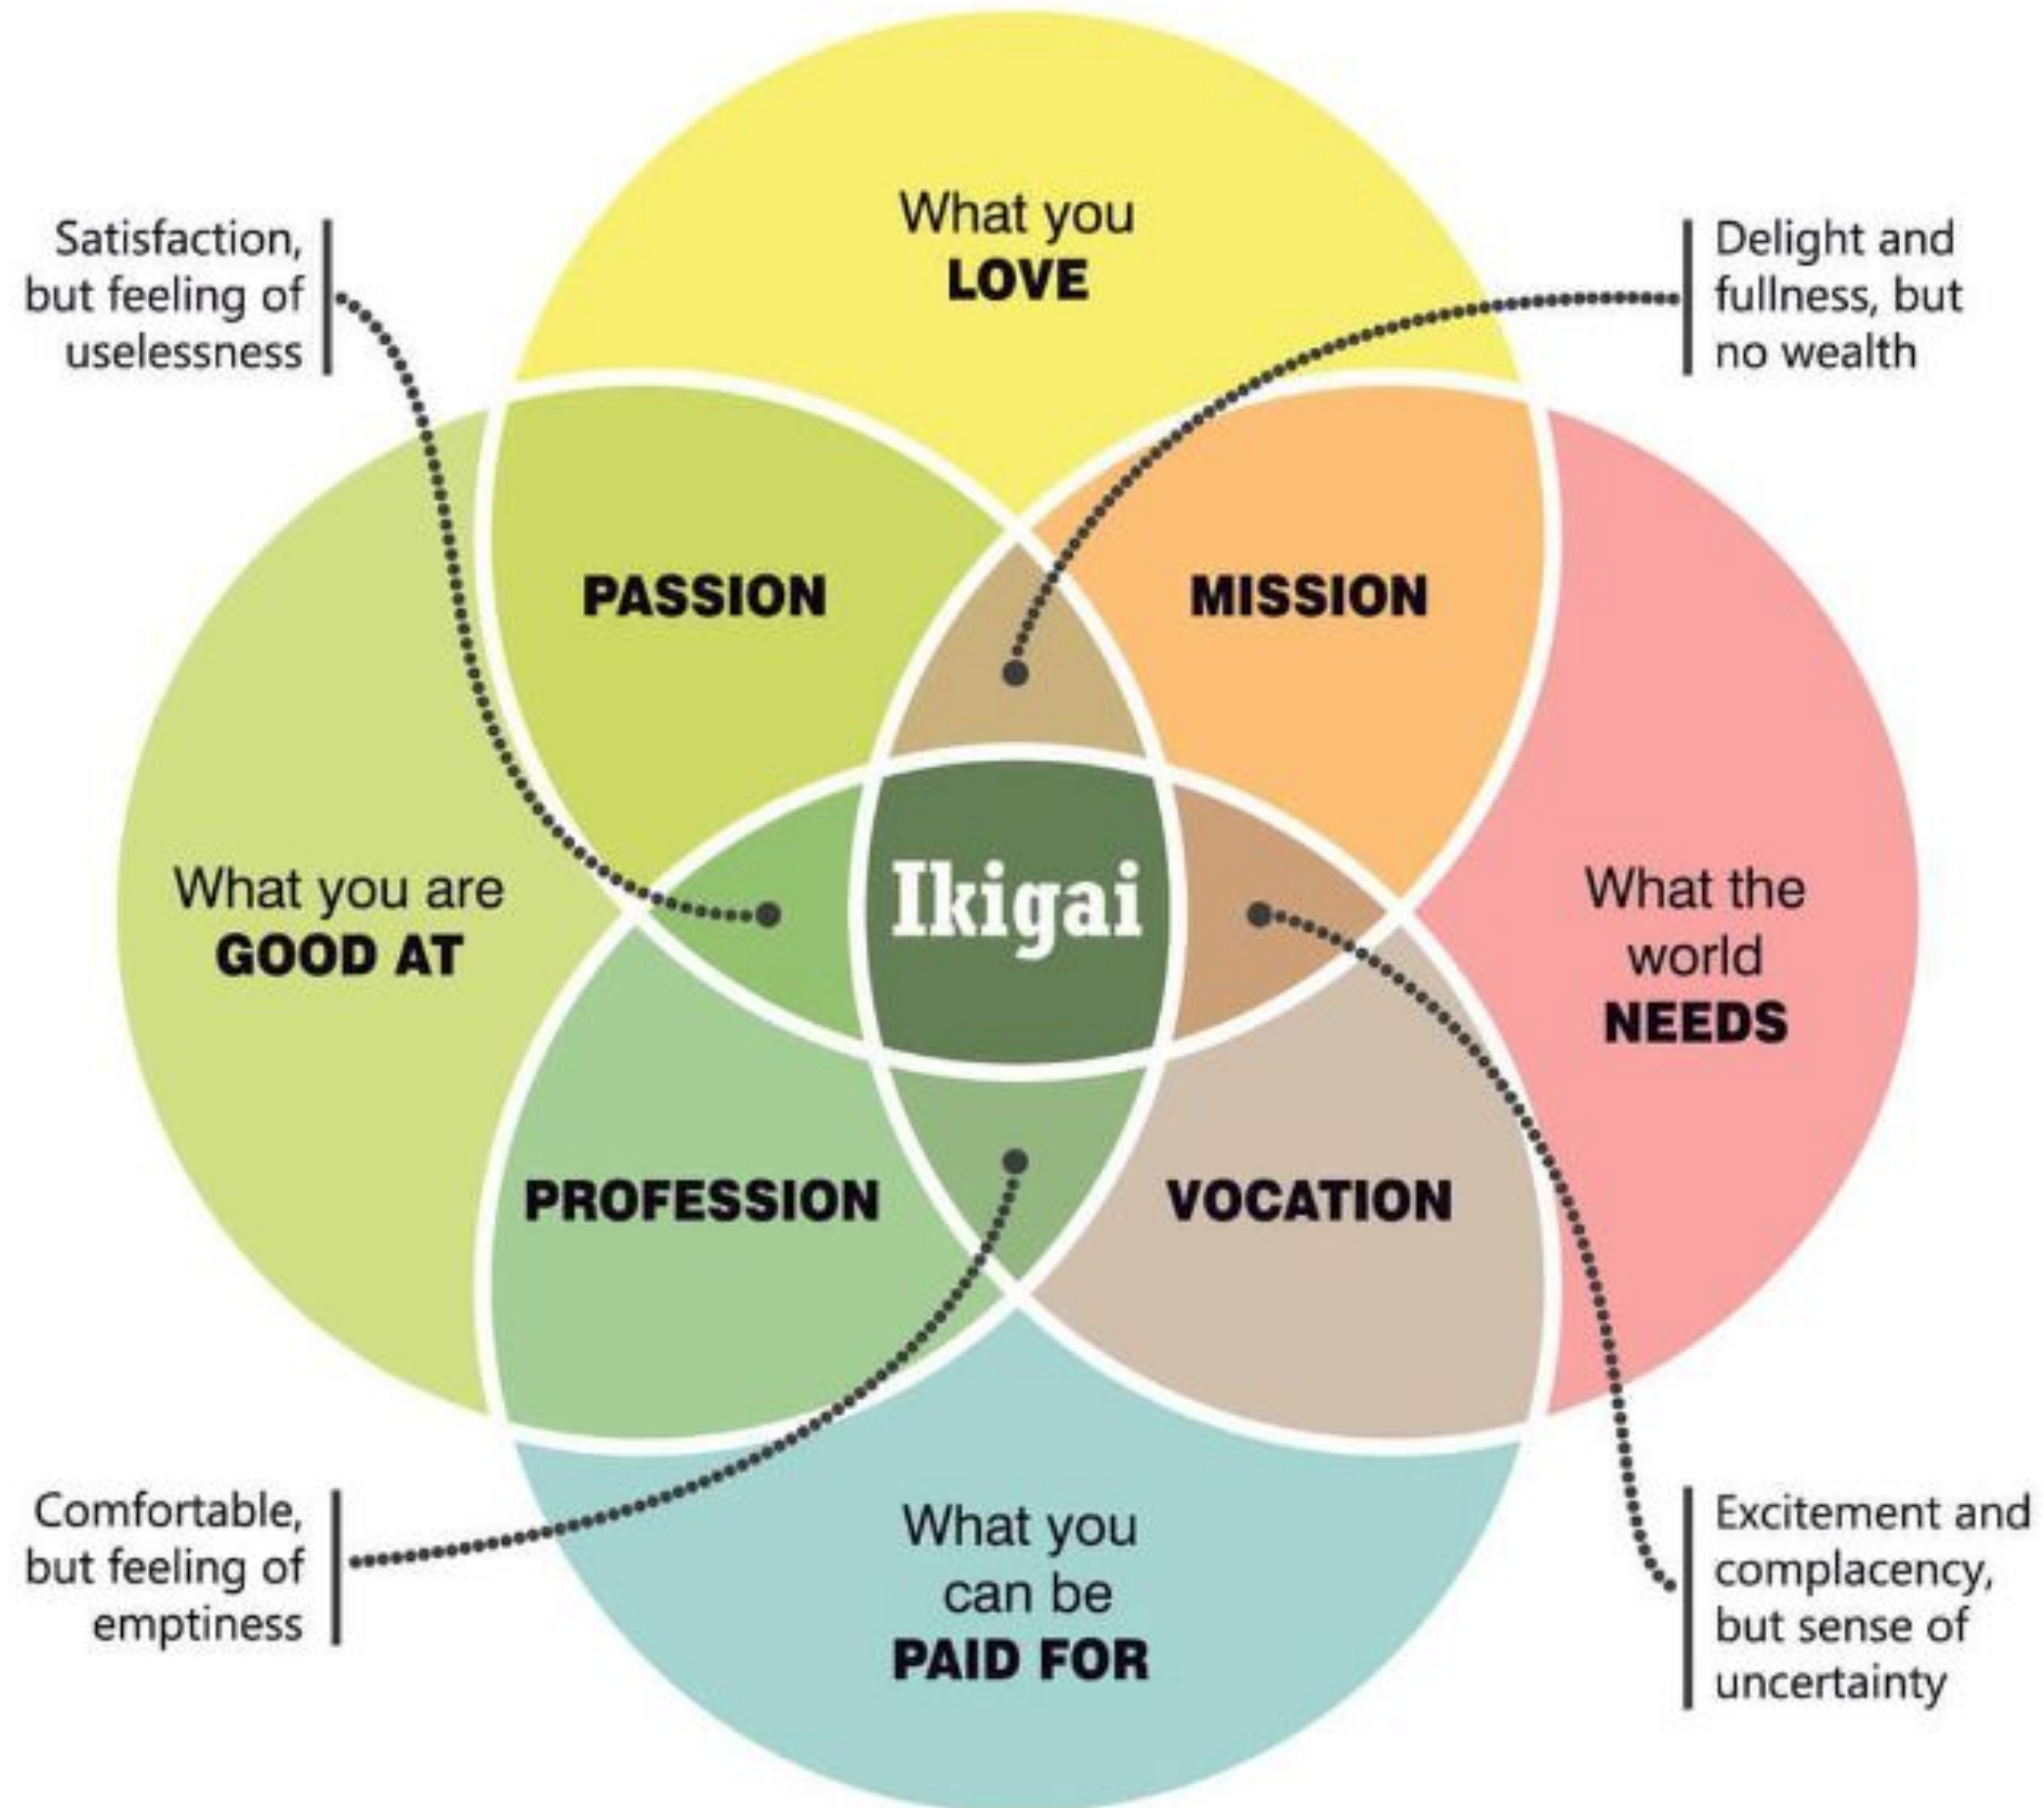 What you
LOVE
Satisfaction,
but feeling of
uselessness
Delight and
fullness, but
no wealth
PASSION
MISSION
What you are
GOOD AT
Ikigai
What the
world
NEEDS
PROFESSION
VOCATION
Comfortable,
but feeling of
emptiness
What you
can be
PAID FOR
Excitement and
complacency,
but sense of
uncertainty